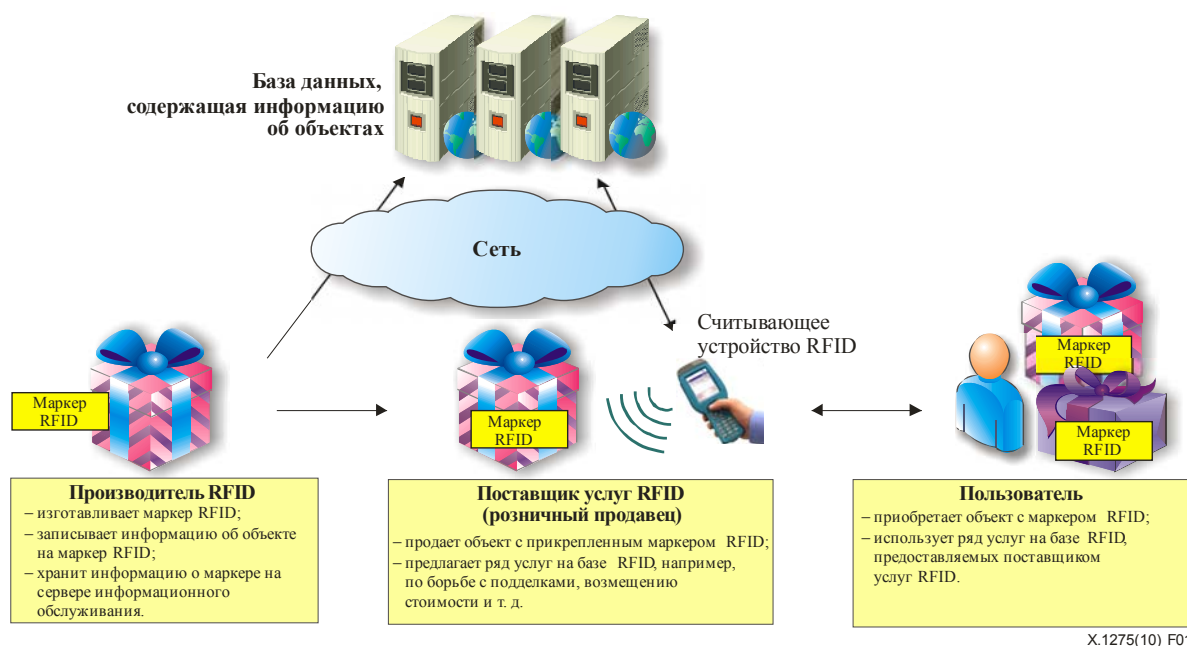 База данных,
содержащая информацию
об объектах
Сеть
Считывающее
устройство RFID
Маркер
RFID
Маркер
RFID
Маркер
RFID
Маркер
RFID
Производитель RFID
– изготавливает маркер RFID;
– записывает информацию об объекте
на маркер RFID;
– хранит информацию о маркере на
сервере информационного
обслуживания.
Поставщик услуг RFID
(розничный продавец)
– продает объект с прикрепленным маркером RFID;
– предлагает ряд услуг на базе RFID, например,
по борьбе с подделками, возмещению
стоимости и т. д.
Пользователь
– приобретает объект с маркером RFID;
– использует ряд услуг на базе RFID,
предоставляемых поставщиком
услуг RFID.
X.1275(10) F01